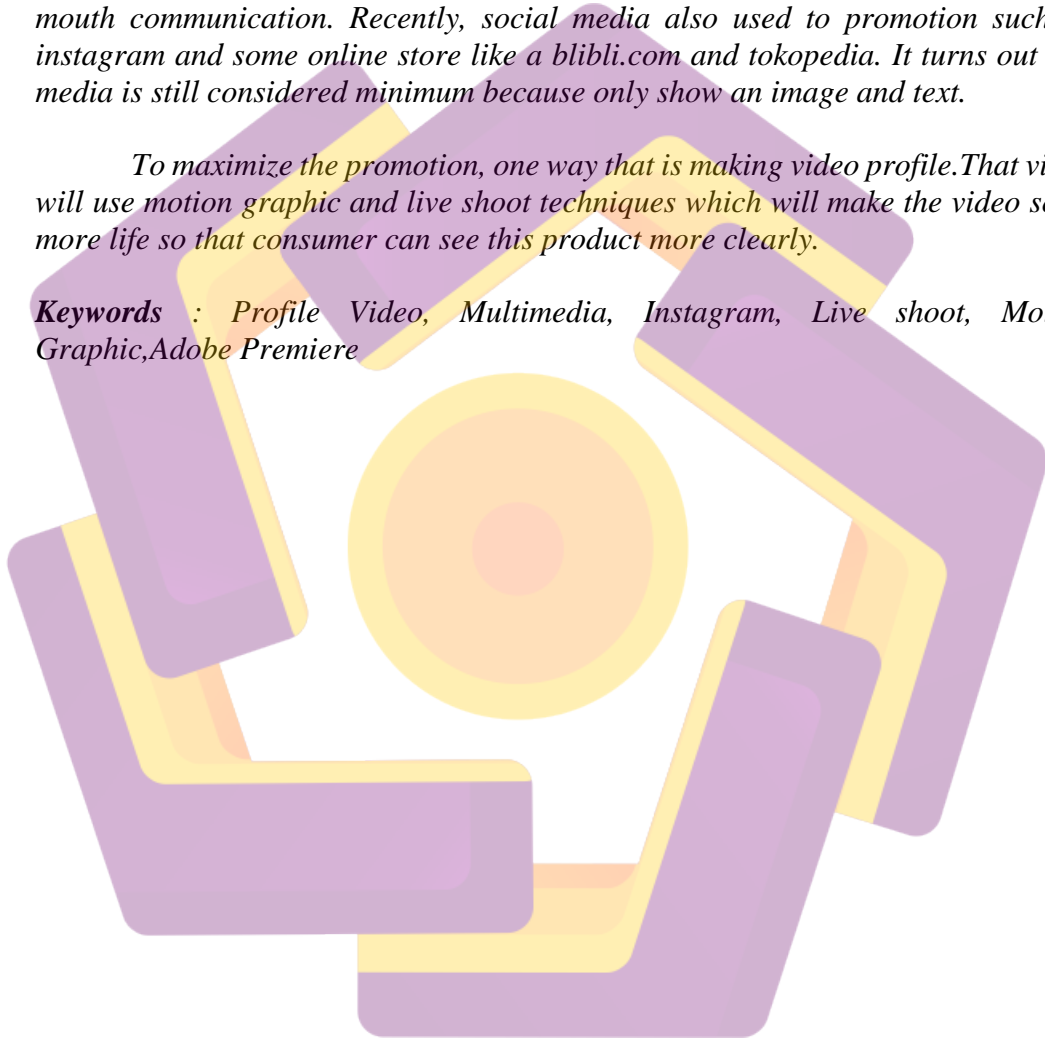 mouth communication. Recently, social media also used to promotion such
instagram and some online store like a blibli.com and tokopedia. It turns out
media is still considered minimum because only show an image and text.
To maximize the promotion, one way that is making video profile.That
will use motion graphic and live shoot techniques which will make the video
more life so that consumer can see this product more clearly.
Keywords : Profile Video, Multimedia, Instagram, Live shoot,
Graphic,Adobe Premiere